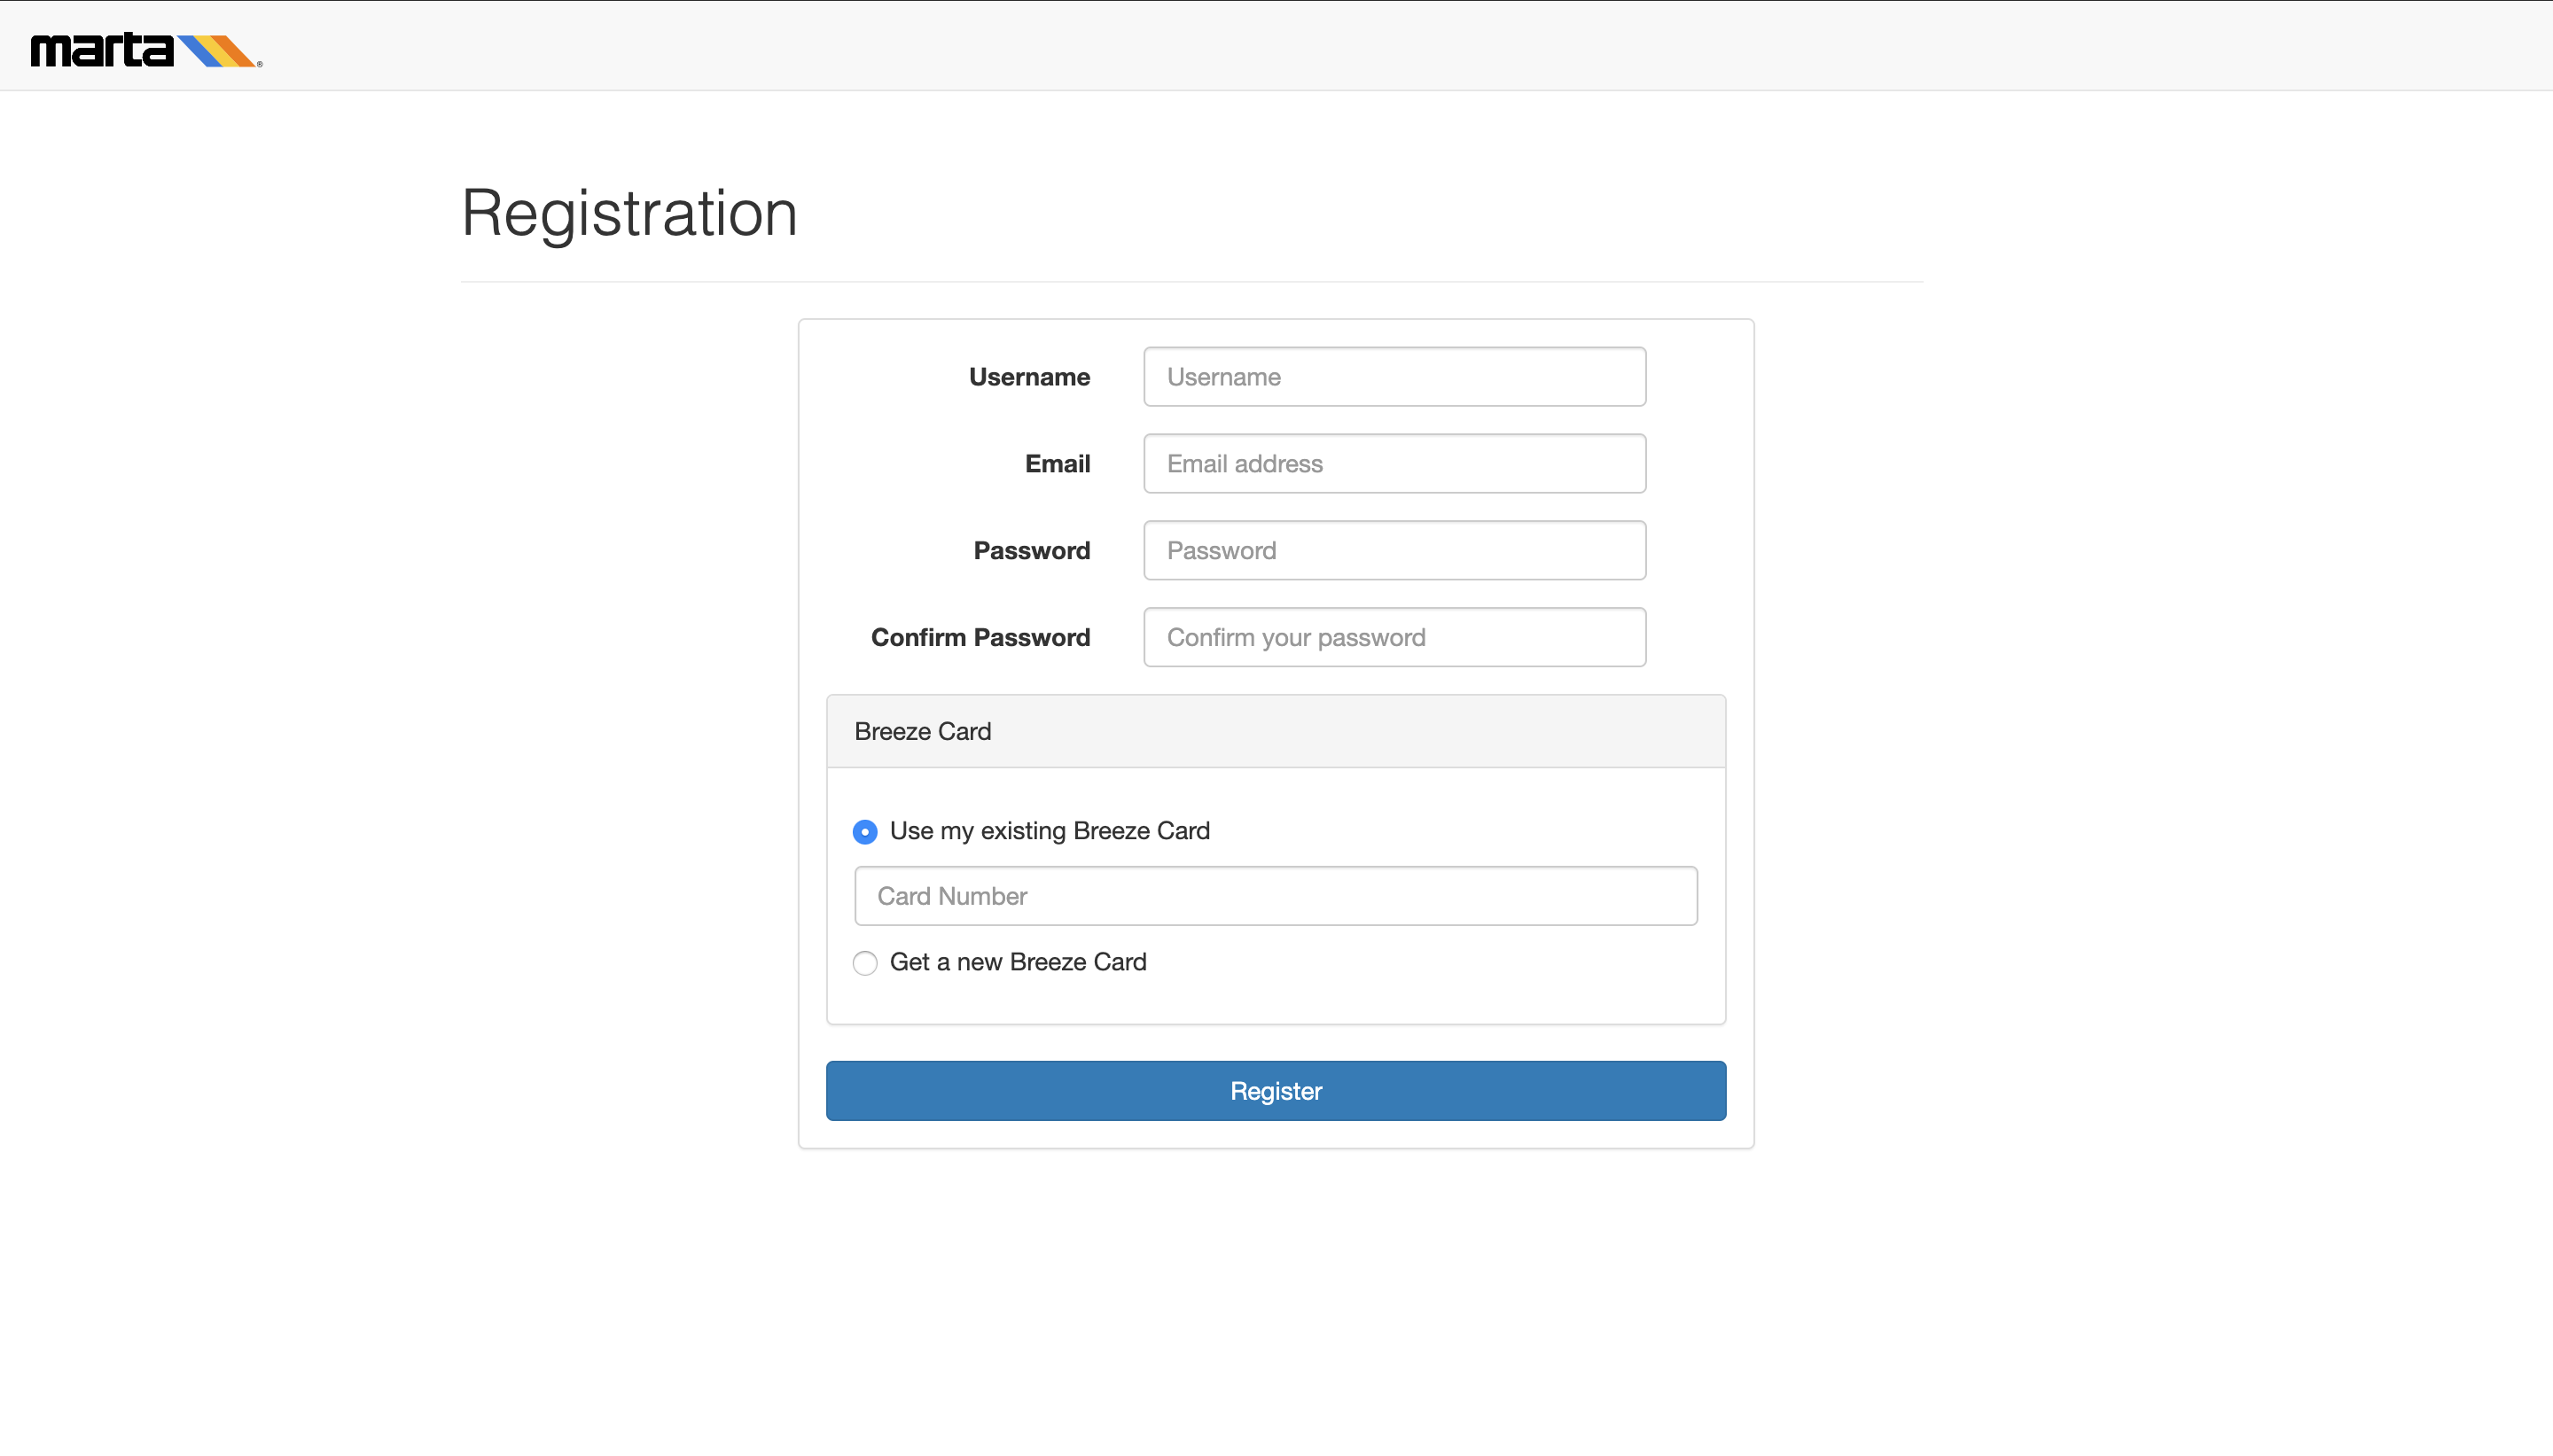 marta ®
Registration
Username Username
Email Email address
Password Password
Confirm Password Confirm your password
Breeze Card
Use my existing Breeze Card
Card Number
Get a new Breeze Card
Register